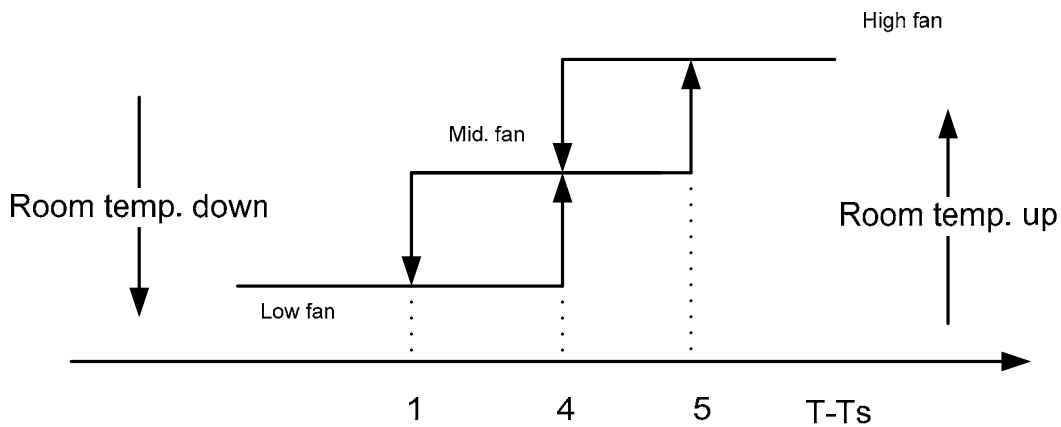 High fan
Mid. fan
Room temp. down
Room temp. up
Low fan
1 4 5 T-Ts